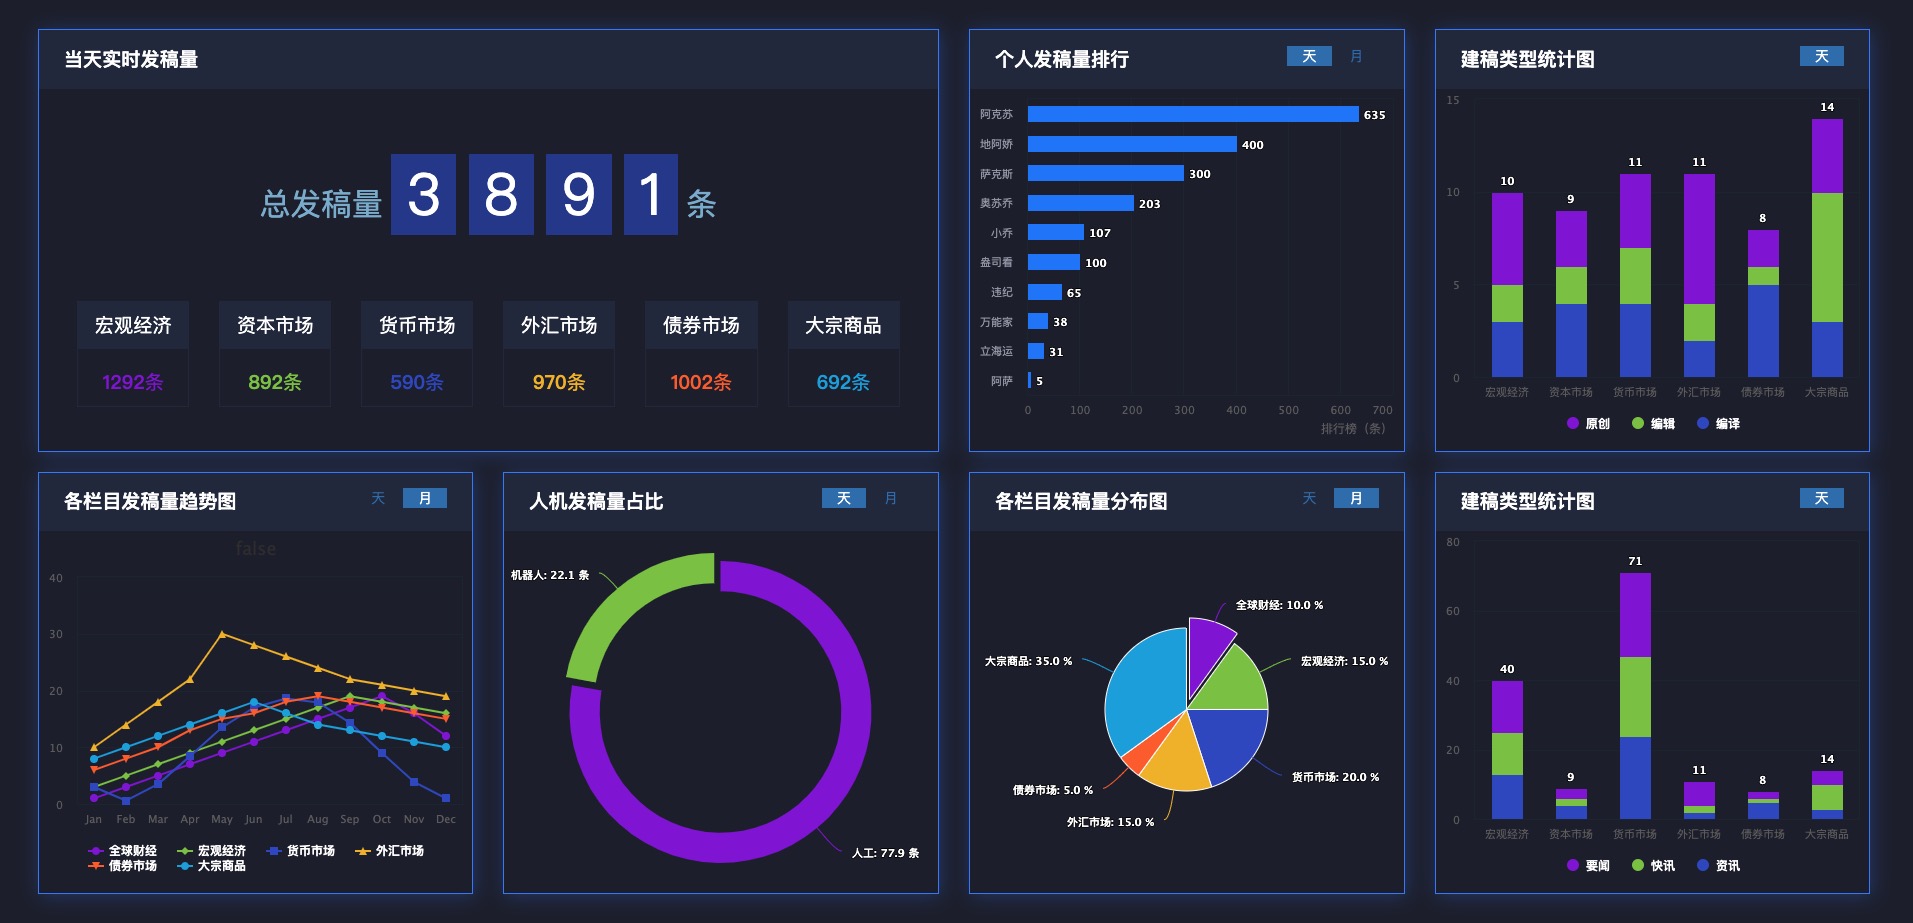 当天实时发稿量
总发稿量 3 8 9 1 条
宏观经济 资本市场 货币市场 外汇市场 债券市场 大宗商品
1292条 892条 590条 970条 1002条 692条
个人发稿量排行 天 月
阿克苏 635
地阿娇 400
萨克斯 300
奥苏乔 203
小乔 107
盎司看 100
违纪 65
万能家 38
立海运 31
阿萨 5
0 100 200 300 400 500 600 700
排行榜（条）
建稿类型统计图 天
15
10
5
0
10 9 11 11 8 14
宏观经济 资本市场 货币市场 外汇市场 债券市场 大宗商品
原创 编辑 编译
各栏目发稿量趋势图 天 月
false
40
30
20
10
0
Jan Feb Mar Apr May Jun Jul Aug Sep Oct Nov Dec
全球财经 宏观经济 货币市场 外汇市场
债券市场 大宗商品
人机发稿量占比 天 月
机器人: 22.1 条
人工: 77.9 条
各栏目发稿量分布图 天 月
全球财经: 10.0 %
大宗商品: 35.0 %
宏观经济: 15.0 %
货币市场: 20.0 %
债券市场: 5.0 %
外汇市场: 15.0 %
建稿类型统计图 天
80
60
40
20
0
40 9 71 11 8 14
宏观经济 资本市场 货币市场 外汇市场 债券市场 大宗商品
要闻 快讯 资讯